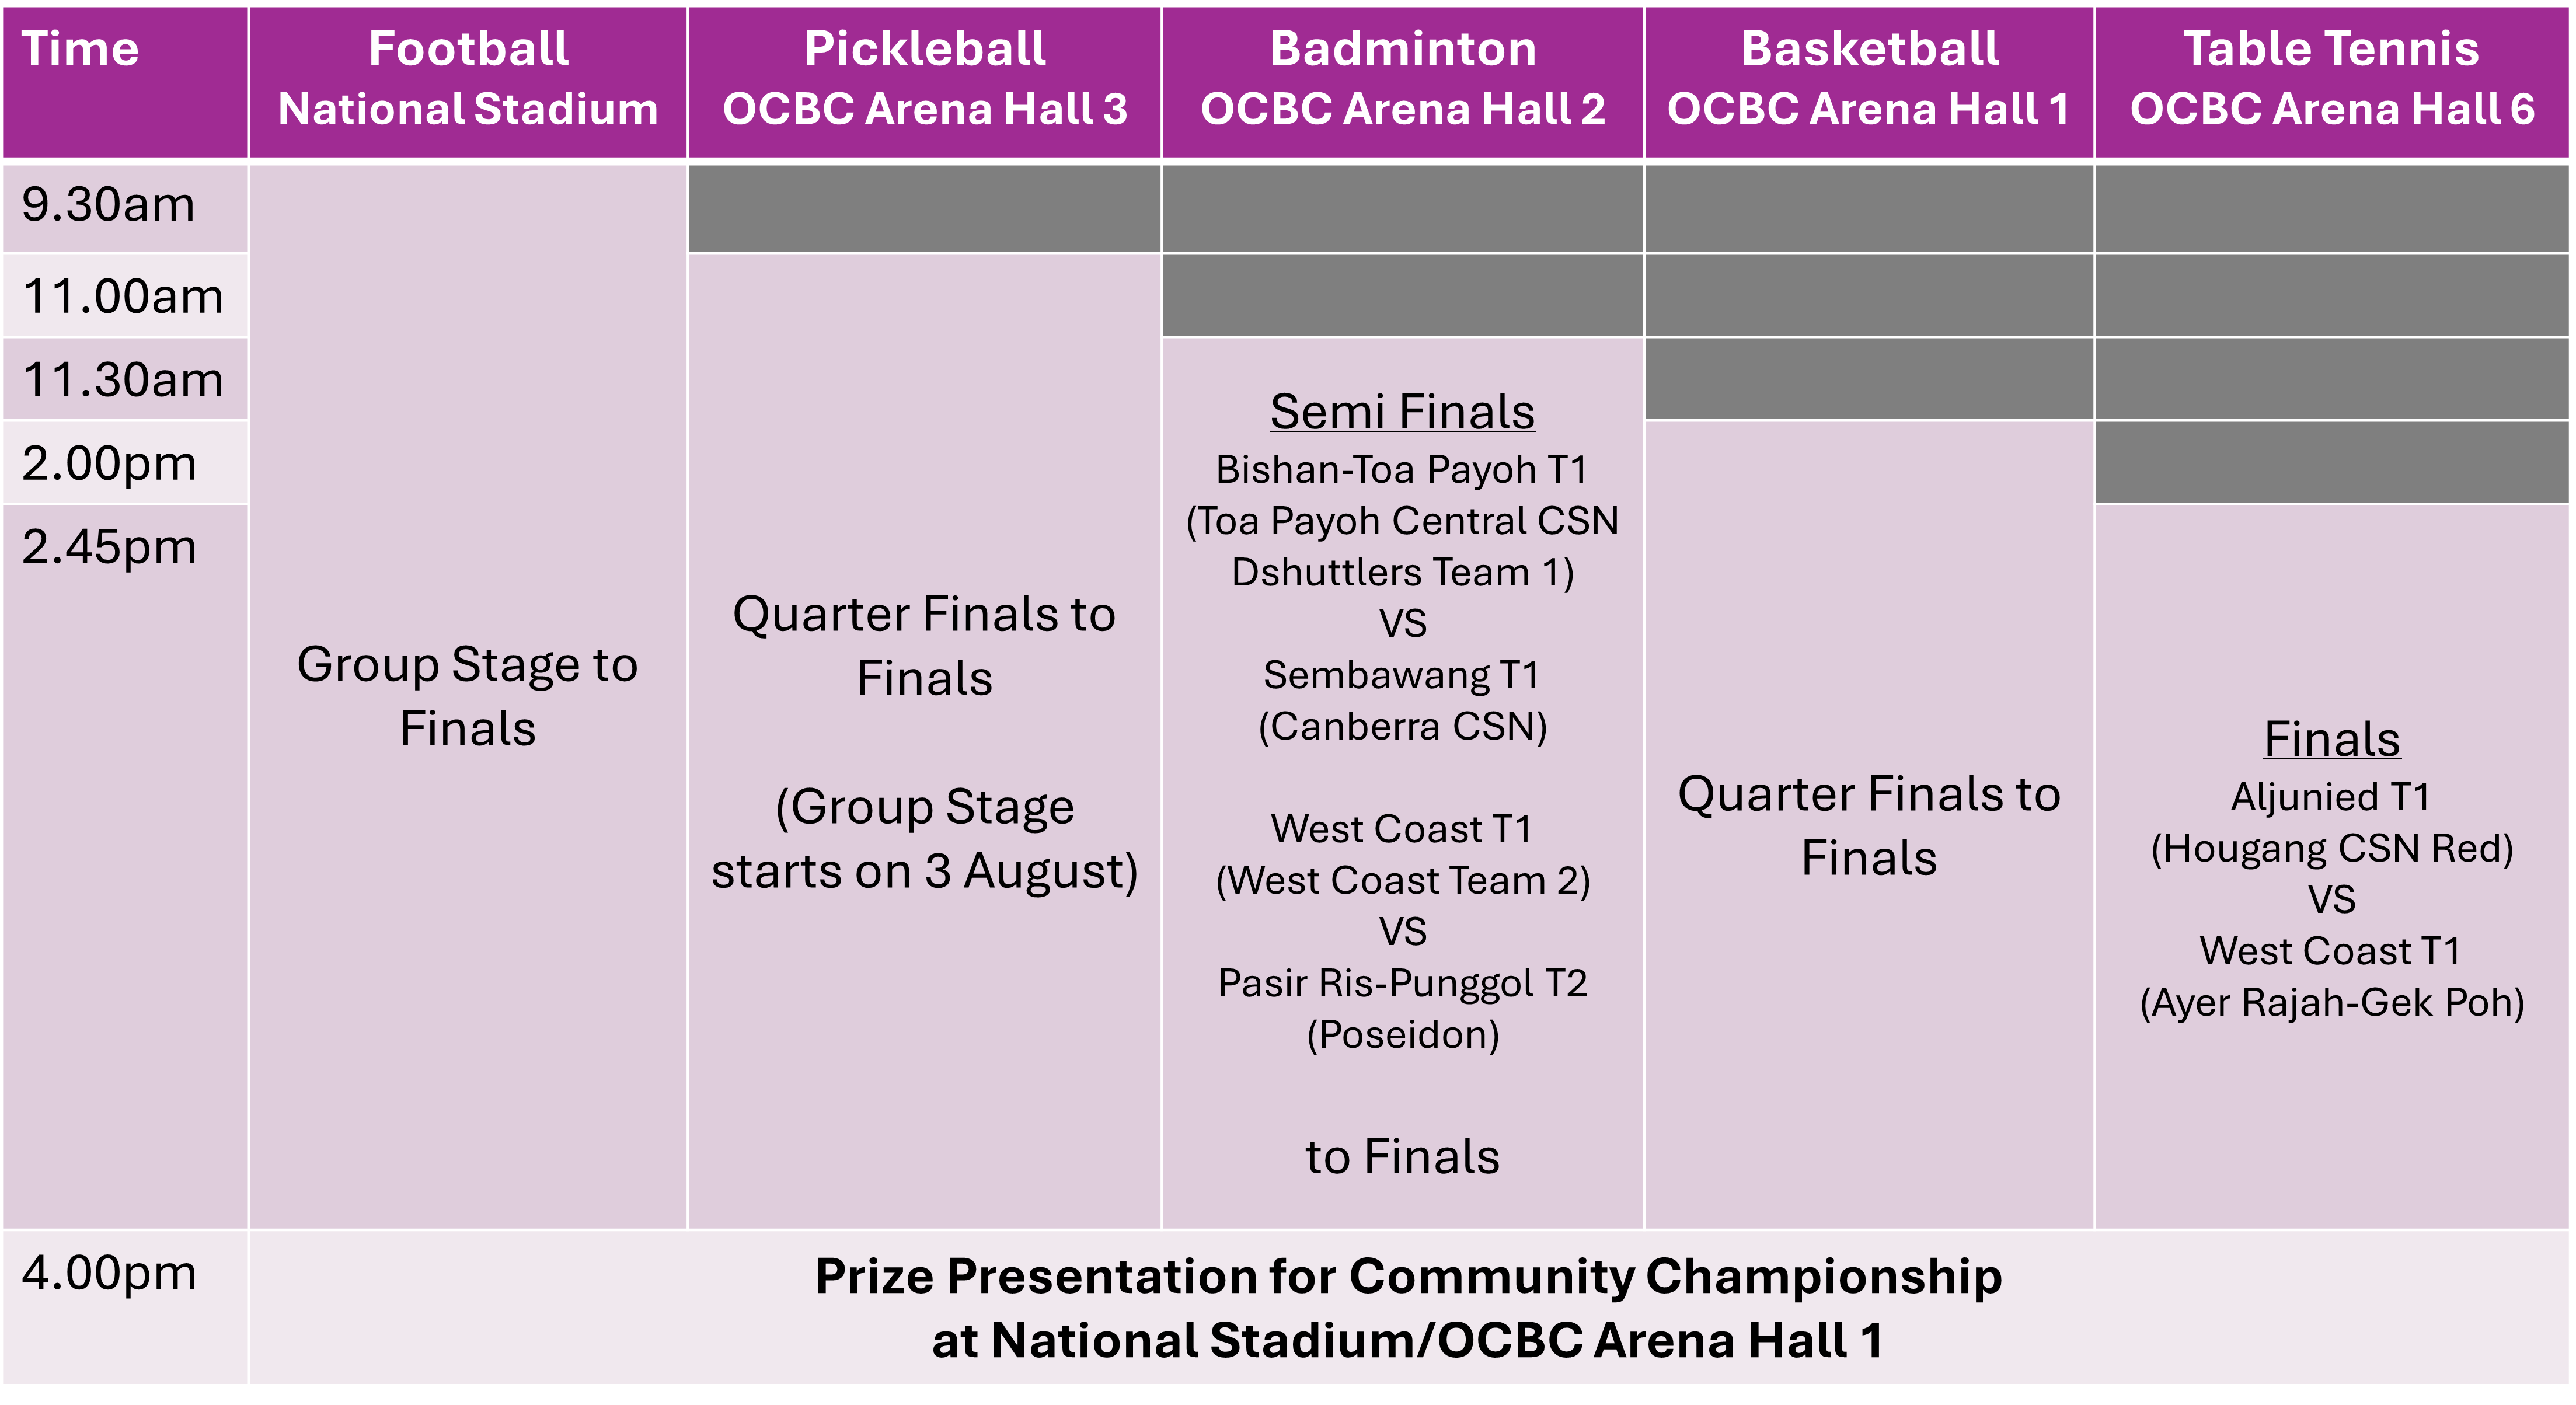 Time
Football
National Stadium
Pickleball
OCBC Arena Hall 3
Badminton
OCBC Arena Hall 2
Basketball
OCBC Arena Hall 1
Table Tennis
OCBC Arena Hall 6
9.30am
11.00am
11.30am
2.00pm
2.45pm
Group Stage to
Finals
Quarter Finals to
Finals
(Group Stage
starts on 3 August)
Semi Finals
Bishan-Toa Payoh T1
(Toa Payoh Central CSN
Dshuttlers Team 1)
VS
Sembawang T1
(Canberra CSN)
West Coast T1
(West Coast Team 2)
VS
Pasir Ris-Punggol T2
(Poseidon)
to Finals
Quarter Finals to
Finals
Finals
Aljunied T1
(Hougang CSN Red)
VS
West Coast T1
(Ayer Rajah-Gek Poh)
4.00pm
Prize Presentation for Community Championship
at National Stadium/OCBC Arena Hall 1